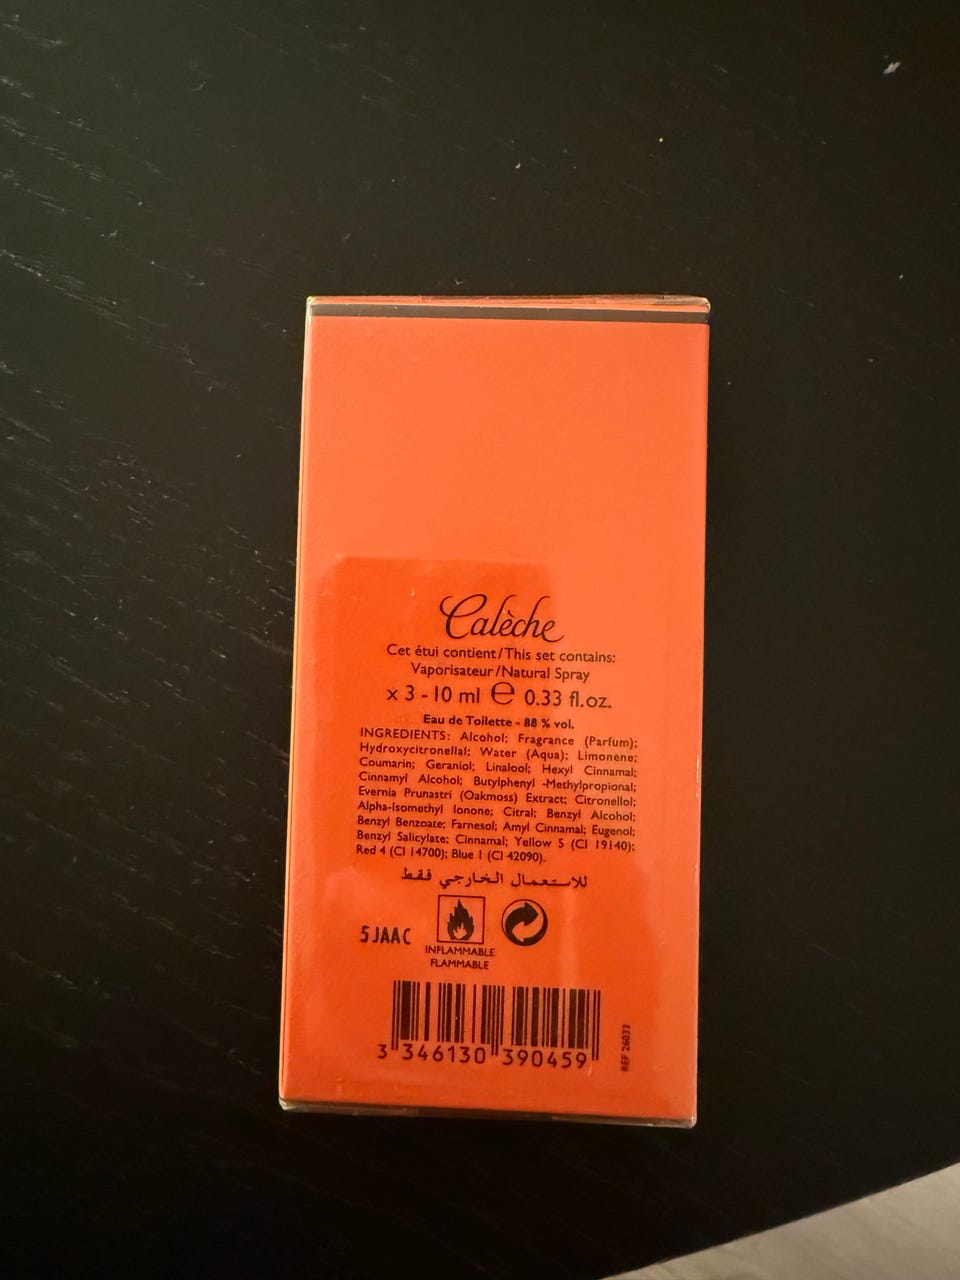 Calèche
Cet étui contient/This set contains:
Vaporisateur/Natural Spray
x 3 - 10 ml ℮ 0.33 fl.oz.
Eau de Toilette - 88 % vol.
INGREDIENTS: Alcohol; Fragrance (Parfum);
Hydroxycitronellal; Water (Aqua); Limonene;
Coumarin; Geraniol; Linalool; Hexyl Cinnamal;
Cinnamyl Alcohol; Butylphenyl -Methylpropional;
Evernia Prunastri (Oakmoss) Extract; Citronellol;
Alpha-Isomethyl Ionone; Citral; Benzyl Alcohol;
Benzyl Benzoate; Farnesol; Amyl Cinnamal; Eugenol;
Benzyl Salicylate; Cinnamal; Yellow 5 (CI 19140);
Red 4 (CI 14700); Blue 1 (CI 42090).
للاستعمال الخارجي فقط
5JAAC
INFLAMMABLE
FLAMMABLE
3 346130 390459
REF 26033